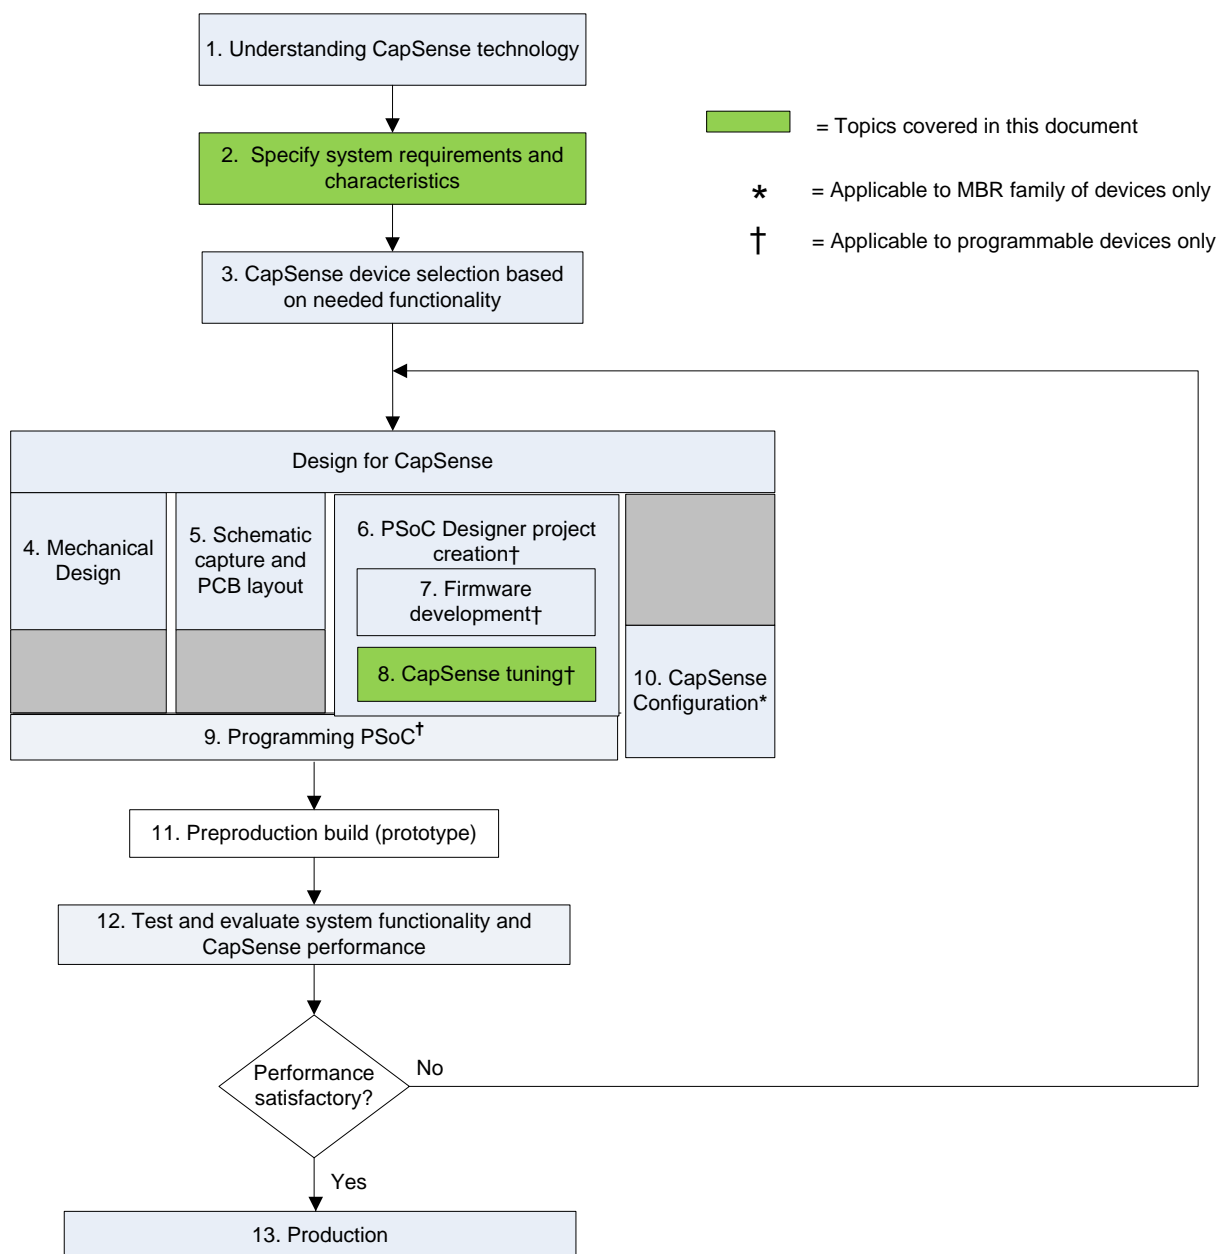 1. Understanding CapSense technology
2.  Specify system requirements and
characteristics
3. CapSense device selection based
on needed functionality
= Topics covered in this document
* = Applicable to MBR family of devices only
† = Applicable to programmable devices only
Design for CapSense
4. Mechanical
Design
5. Schematic
capture and
PCB layout
6. PSoC Designer project
creation†
7. Firmware
development†
8. CapSense tuning†
9. Programming PSoC†
10. CapSense
Configuration*
11. Preproduction build (prototype)
12. Test and evaluate system functionality and
CapSense performance
Performance
satisfactory?
No
Yes
13. Production